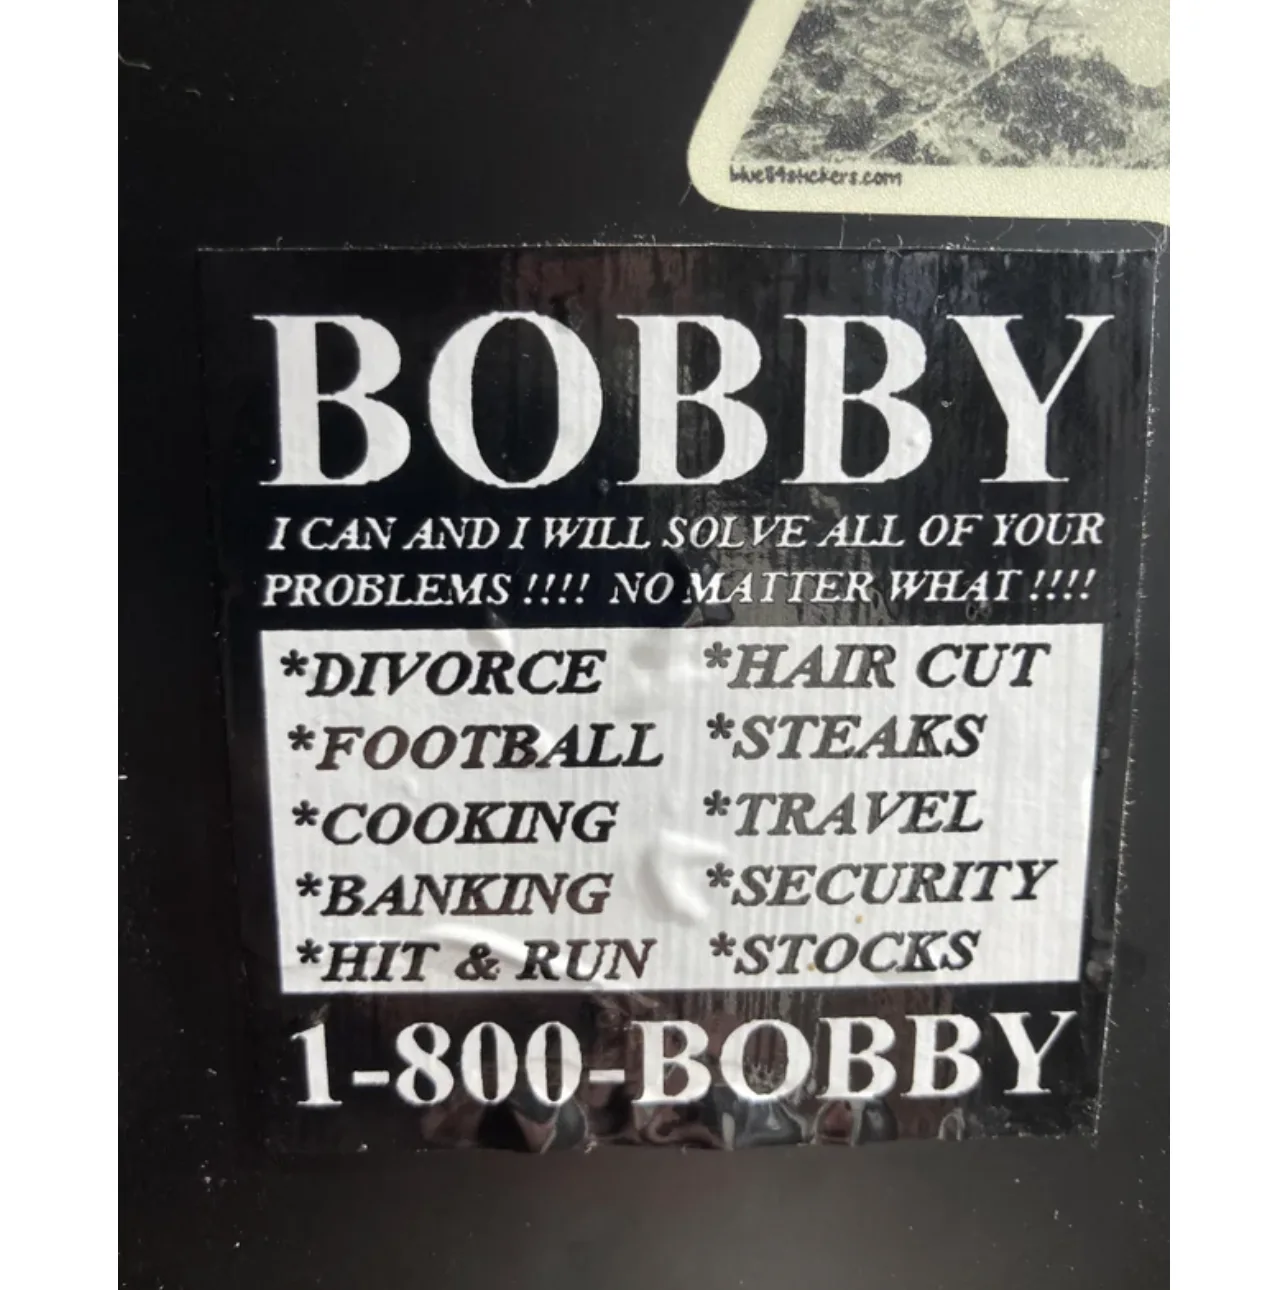 blue84stickers.com
BOBBY
I CAN AND I WILL SOLVE ALL OF YOUR
PROBLEMS !!!! NO MATTER WHAT !!!!
*DIVORCE *HAIR CUT
*FOOTBALL *STEAKS
*COOKING *TRAVEL
*BANKING *SECURITY
*HIT & RUN *STOCKS
1-800-BOBBY